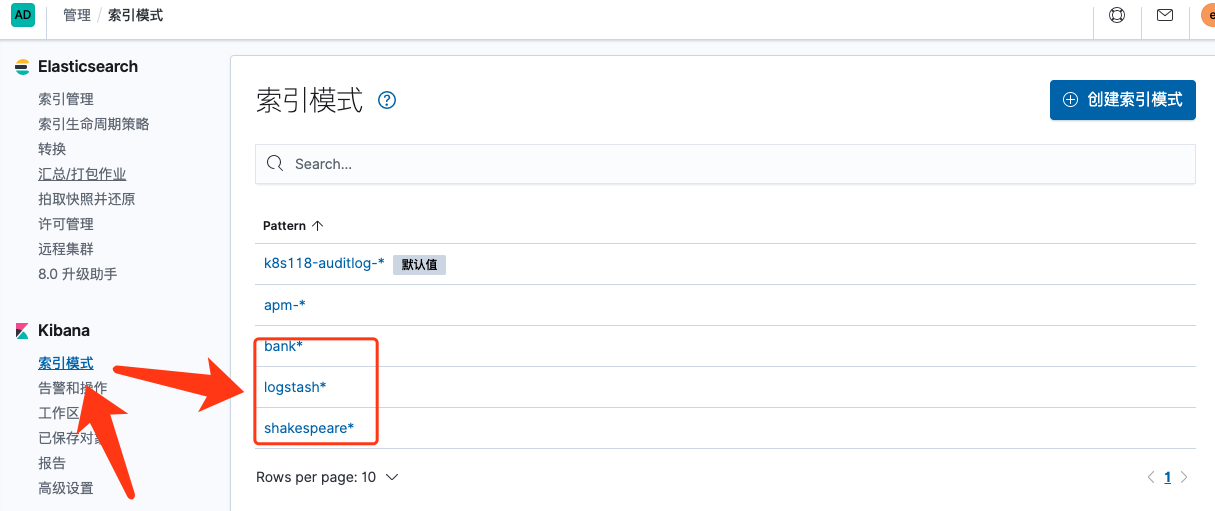 AD 管理 / 索引模式 e
Elasticsearch
索引管理
索引生命周期策略
转换
汇总/打包作业
拍取快照并还原
许可管理
远程集群
8.0 升级助手
Kibana
索引模式
告警和操作
工作区
已保存对象
报告
高级设置
索引模式 ?
创建索引模式
Search...
Pattern ↑
k8s118-auditlog-* 默认值
apm-*
bank*
logstash*
shakespeare*
Rows per page: 10
1